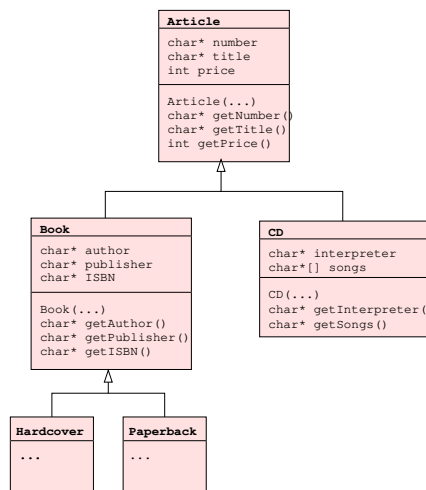 Article
char* number
char* title
int price
Article(...)
char* getNumber()
char* getTitle()
int getPrice()
Book
char* author
char* publisher
char* ISBN
Book(...)
char* getAuthor()
char* getPublisher()
char* getISBN()
CD
char* interpreter
char*[] songs
CD(...)
char* getInterpreter(
char* getSongs()
Hardcover
...
Paperback
...